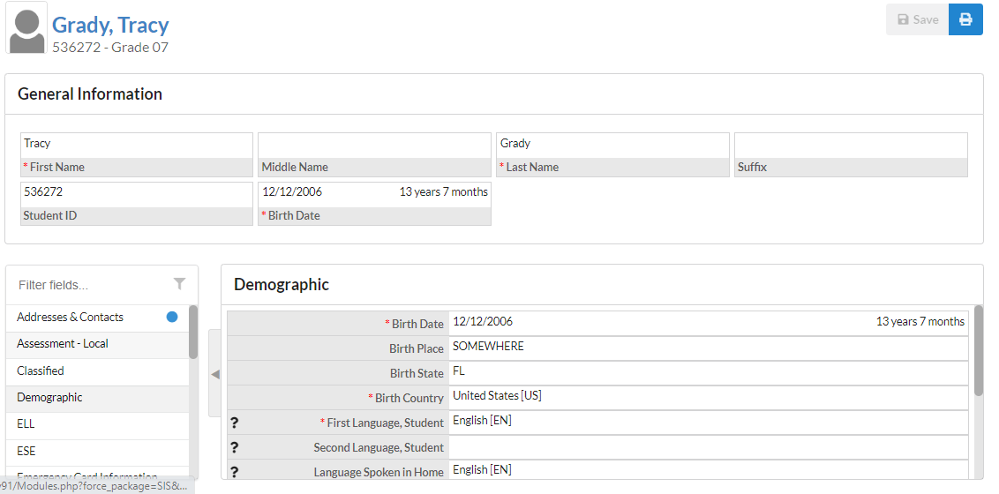 Grady, Tracy
536272 - Grade 07
Save
General Information
Tracy
* First Name
Middle Name
Grady
* Last Name
Suffix
536272
Student ID
12/12/2006 13 years 7 months
* Birth Date
Filter fields...
Addresses & Contacts
Assessment - Local
Classified
Demographic
ELL
ESE
Emergency Card Information
v91/Modules.php?force_package=SIS&...
Demographic
* Birth Date 12/12/2006 13 years 7 months
Birth Place SOMEWHERE
Birth State FL
* Birth Country United States [US]
? * First Language, Student English [EN]
? Second Language, Student
? Language Spoken in Home English [EN]